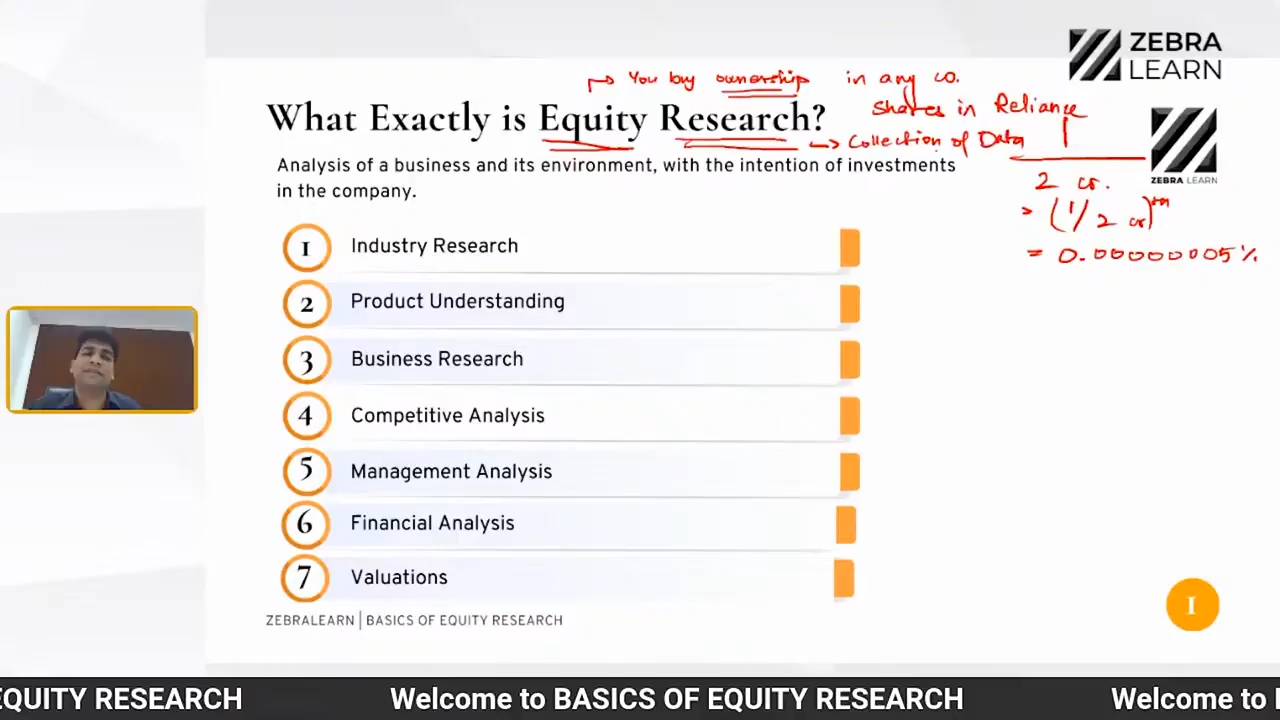 ZEBRA
LEARN
You buy ownership in any co.
Shares in Reliance
What Exactly is Equity Research?
Collection of Data
1
2 cr.
= (1/2 cr)th
= 0.00000005%
ZEBRA LEARN
Analysis of a business and its environment, with the intention of investments
in the company.
1 Industry Research
2 Product Understanding
3 Business Research
4 Competitive Analysis
5 Management Analysis
6 Financial Analysis
7 Valuations
ZEBRALEARN | BASICS OF EQUITY RESEARCH
1
EQUITY RESEARCH Welcome to BASICS OF EQUITY RESEARCH Welcome to